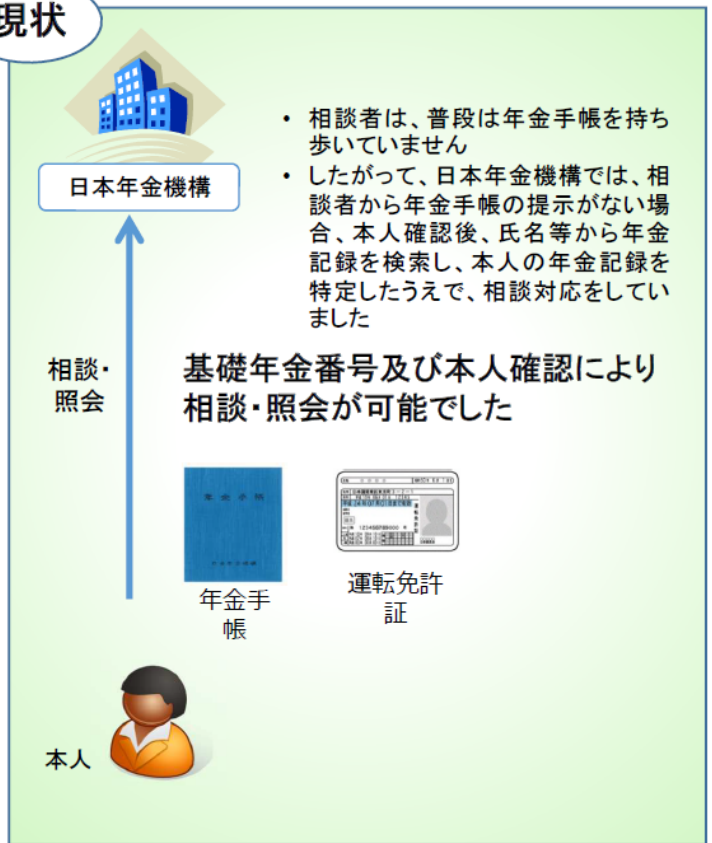 現状
日本年金機構
・ 相談者は、普段は年金手帳を持ち
歩いていません
・ したがって、日本年金機構では、相
談者から年金手帳の提示がない場
合、本人確認後、氏名等から年金
記録を検索し、本人の年金記録を
特定したうえで、相談対応をしてい
ました
相談・
照会
基礎年金番号及び本人確認により
相談・照会が可能でした
年金手帳
年金手
帳
運転免許
証
本人